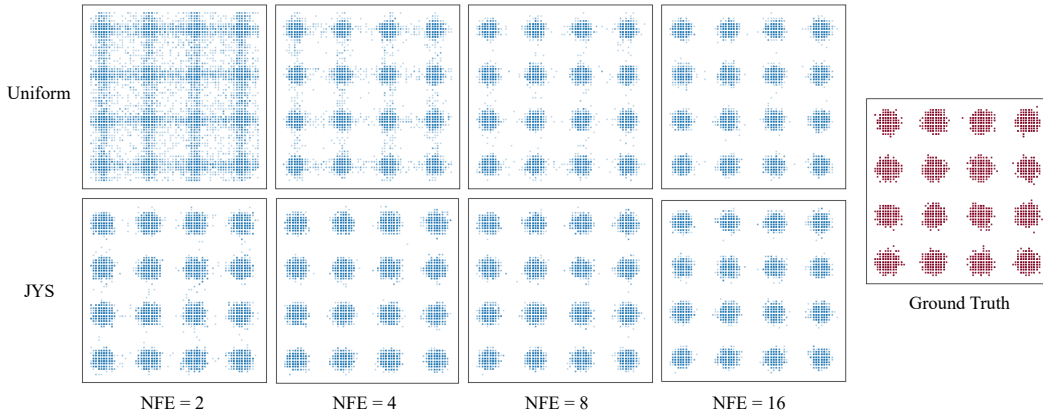 Uniform
JYS
Ground Truth
NFE = 2
NFE = 4
NFE = 8
NFE = 16